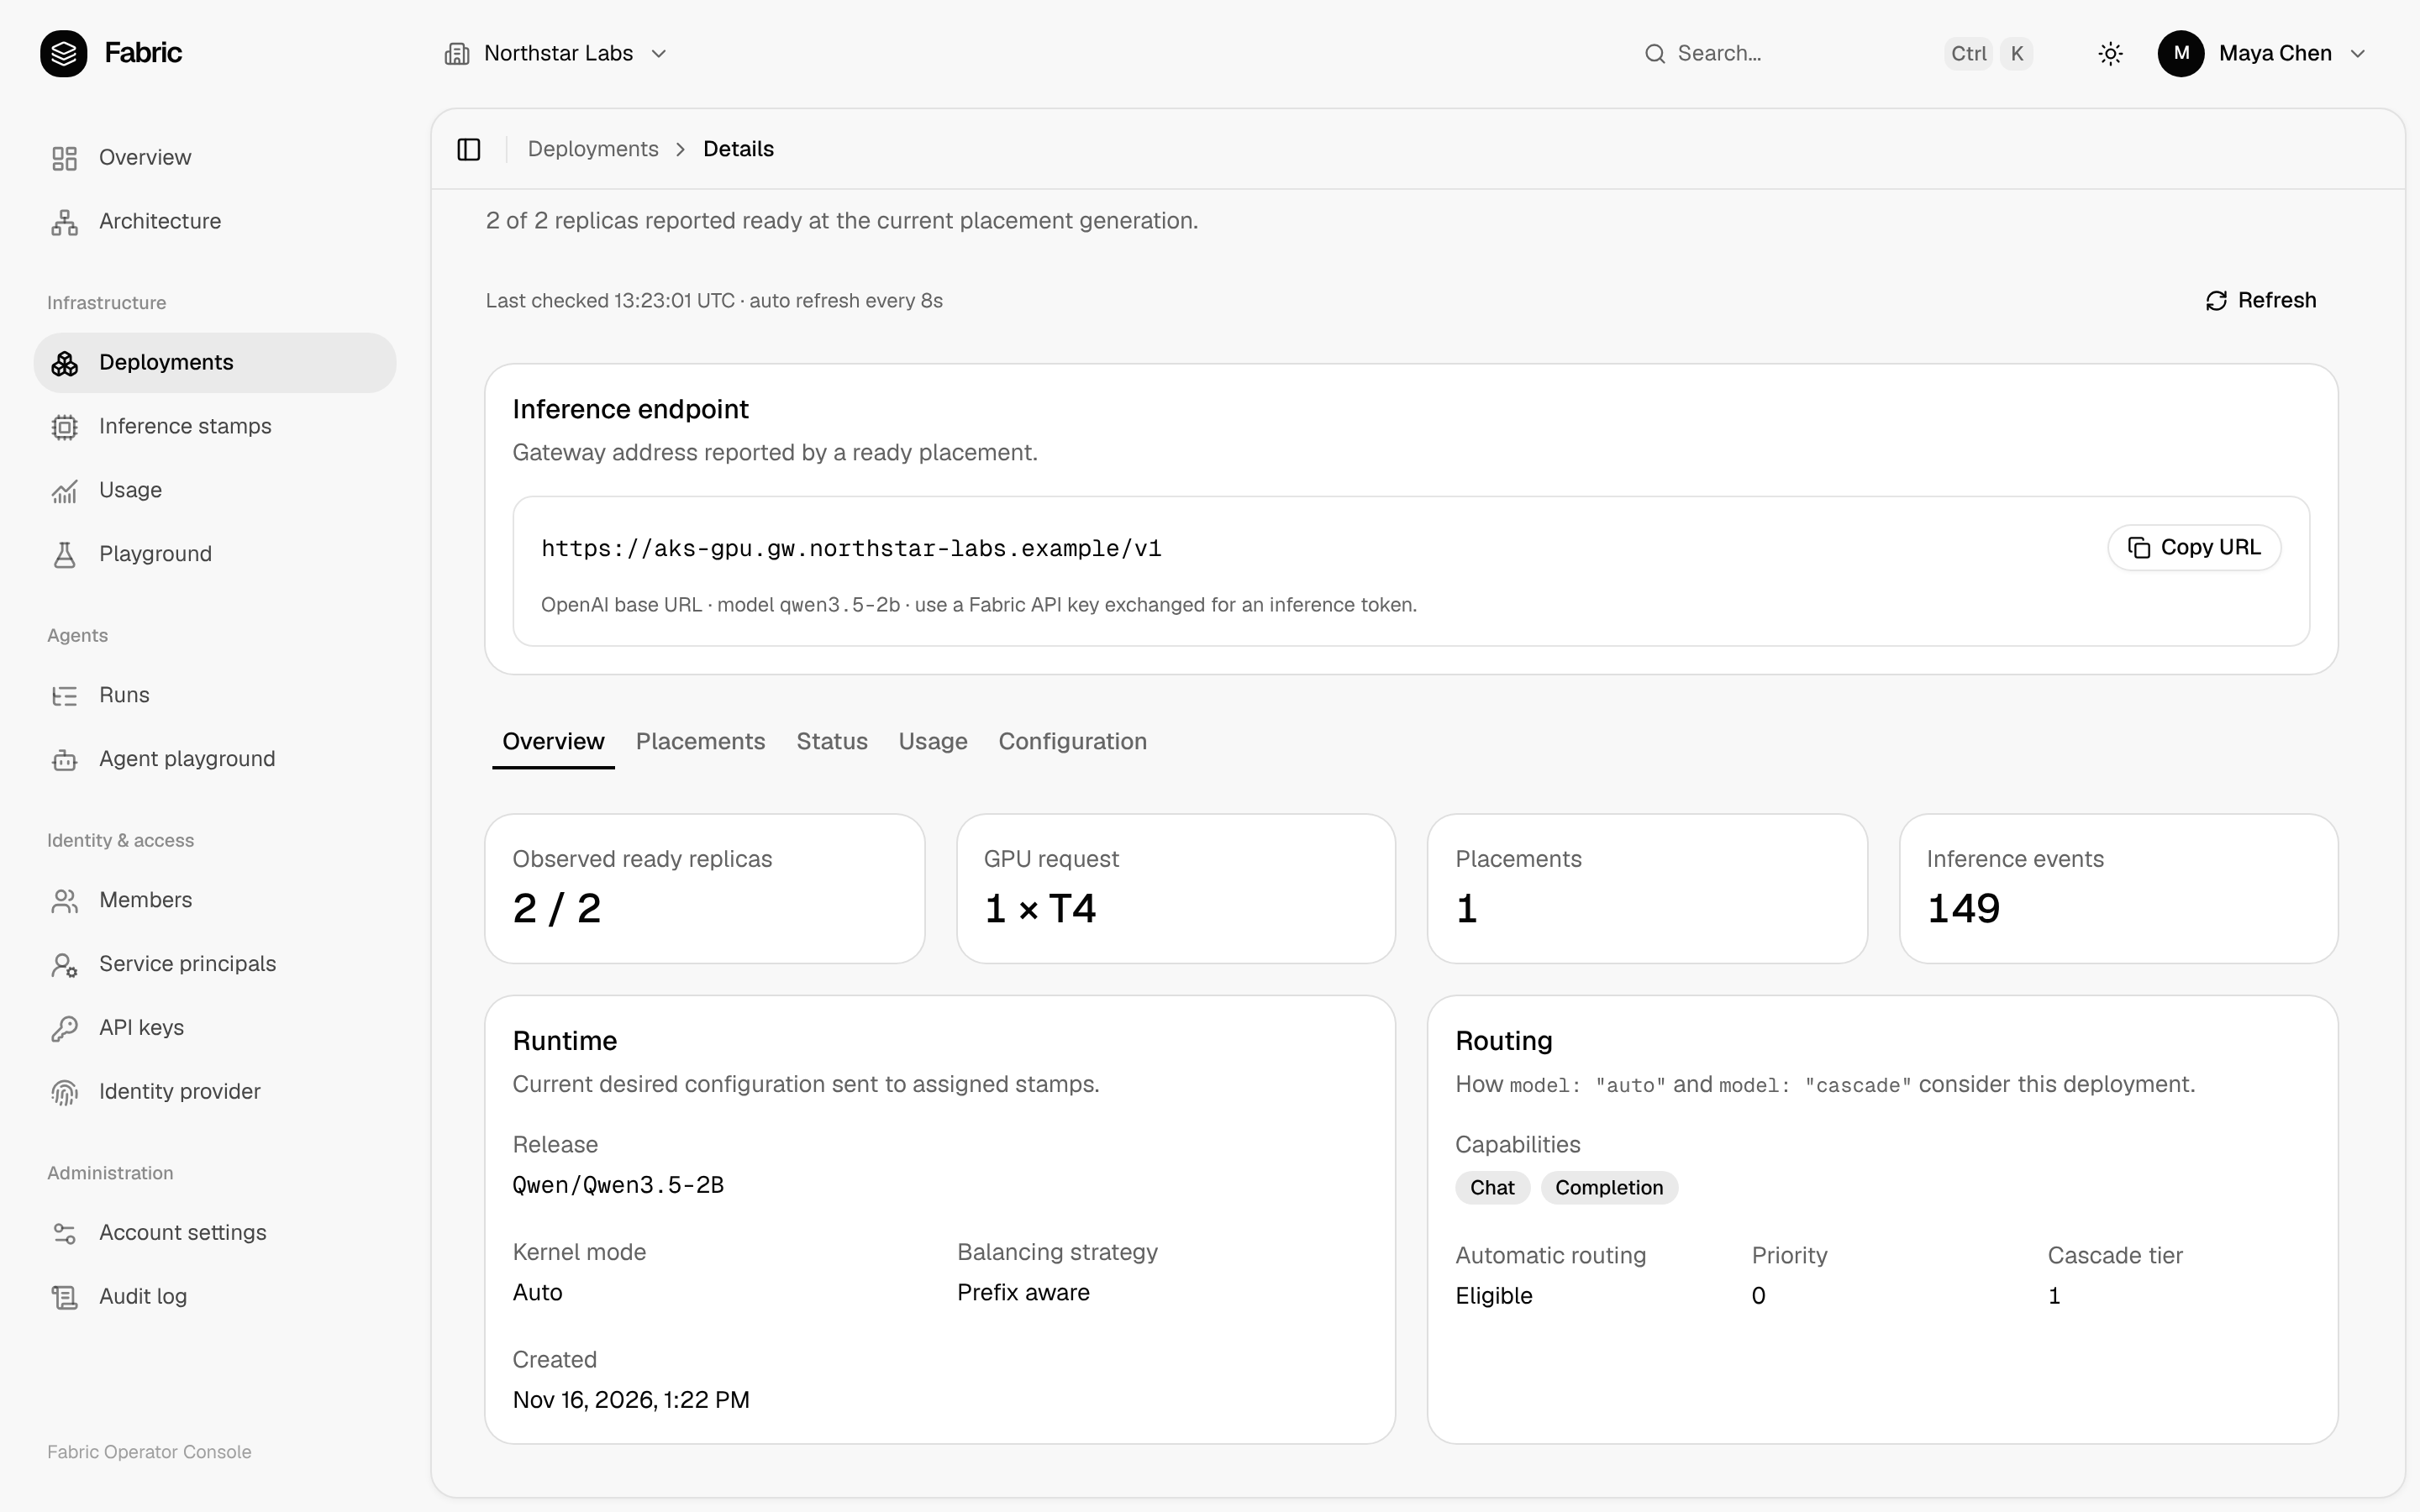 Fabric
Northstar Labs
Search...
Ctrl K
M
Maya Chen
Overview
Architecture
Infrastructure
Deployments
Inference stamps
Usage
Playground
Agents
Runs
Agent playground
Identity & access
Members
Service principals
API keys
Identity provider
Administration
Account settings
Audit log
Fabric Operator Console
Deployments > Details
2 of 2 replicas reported ready at the current placement generation.
Last checked 13:23:01 UTC · auto refresh every 8s
Refresh
Inference endpoint
Gateway address reported by a ready placement.
https://aks-gpu.gw.northstar-labs.example/v1
Copy URL
OpenAI base URL · model qwen3.5-2b · use a Fabric API key exchanged for an inference token.
Overview Placements Status Usage Configuration
Observed ready replicas
2 / 2
GPU request
1 × T4
Placements
1
Inference events
149
Runtime
Current desired configuration sent to assigned stamps.
Release
Qwen/Qwen3.5-2B
Kernel mode
Auto
Balancing strategy
Prefix aware
Created
Nov 16, 2026, 1:22 PM
Routing
How model: "auto" and model: "cascade" consider this deployment.
Capabilities
Chat Completion
Automatic routing
Eligible
Priority
0
Cascade tier
1